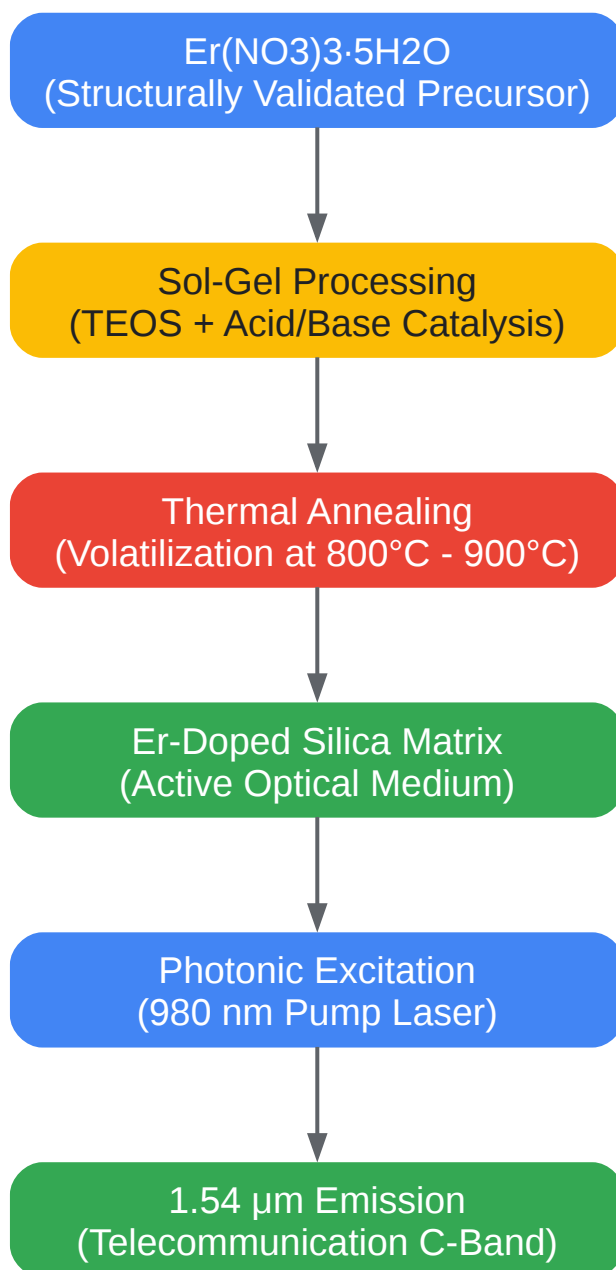 Er(NO3)3·5H2O
(Structurally Validated Precursor)
Sol-Gel Processing
(TEOS + Acid/Base Catalysis)
Thermal Annealing
(Volatilization at 800°C - 900°C)
Er-Doped Silica Matrix
(Active Optical Medium)
Photonic Excitation
(980 nm Pump Laser)
1.54 μm Emission
(Telecommunication C-Band)